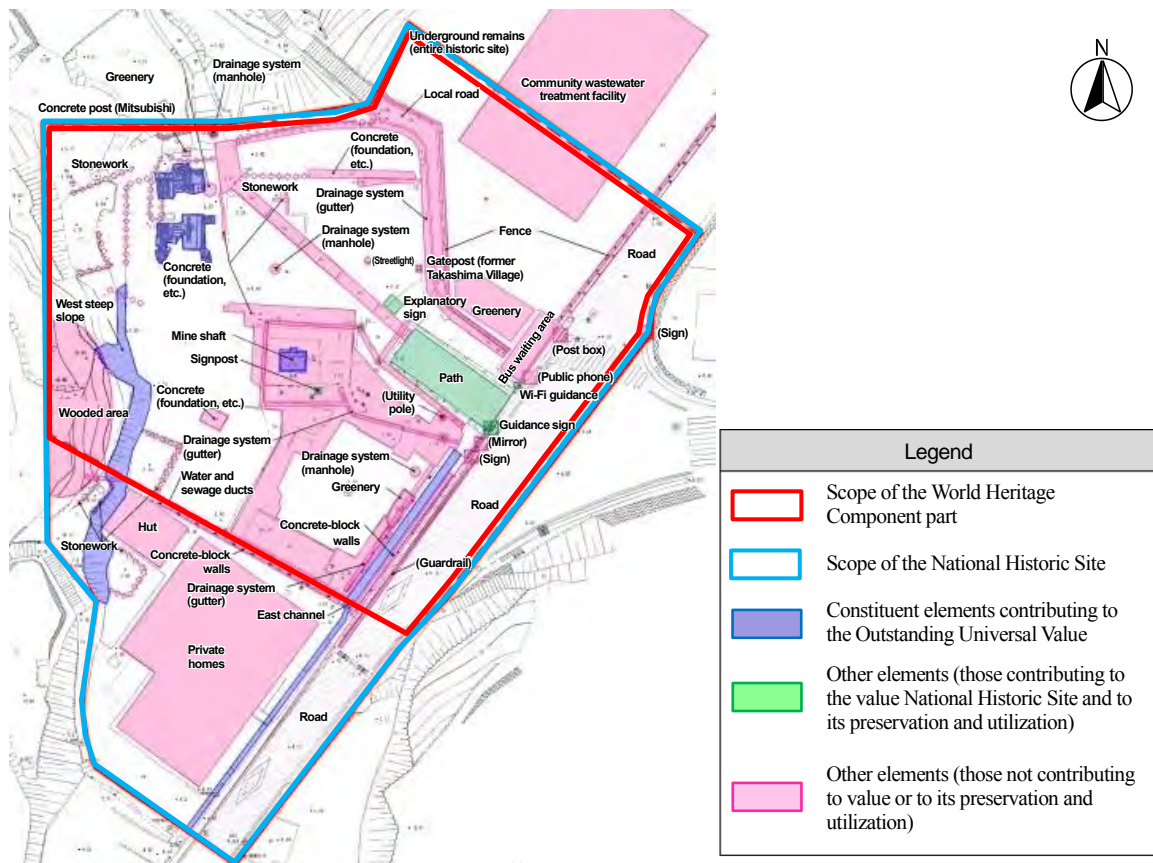 Underground remains
(entire historic site)
N
Drainage system
(manhole)
Greenery
Community wastewater
treatment facility
Local road
Concrete post (Mitsubishi)
Concrete
(foundation,
etc.)
Stonework
Stonework
Drainage system
(gutter)
Fence
Drainage system
(manhole)
Road
(Streetlight)
Gatepost (former
Takashima Village)
Concrete
(foundation,
etc.)
West steep
slope
Explanatory
sign
Greenery
(Sign)
Mine shaft
Bus waiting area
(Post box)
Signpost
Path
(Public phone)
Concrete
(foundation, etc.)
(Utility
pole)
Wi-Fi guidance
Wooded area
Guidance sign
Drainage system
(gutter)
(Mirror)
Drainage system
(manhole)
(Sign)
Water and
sewage ducts
Greenery
Road
Hut
Concrete-block
walls
Stonework
Concrete-block
walls
(Guardrail)
Drainage system
(gutter)
East channel
Private
homes
Road
Legend
Scope of the World Heritage
Component part
Scope of the National Historic Site
Constituent elements contributing to
the Outstanding Universal Value
Other elements (those contributing to
the value National Historic Site and to
its preservation and utilization)
Other elements (those not contributing
to value or to its preservation and
utilization)